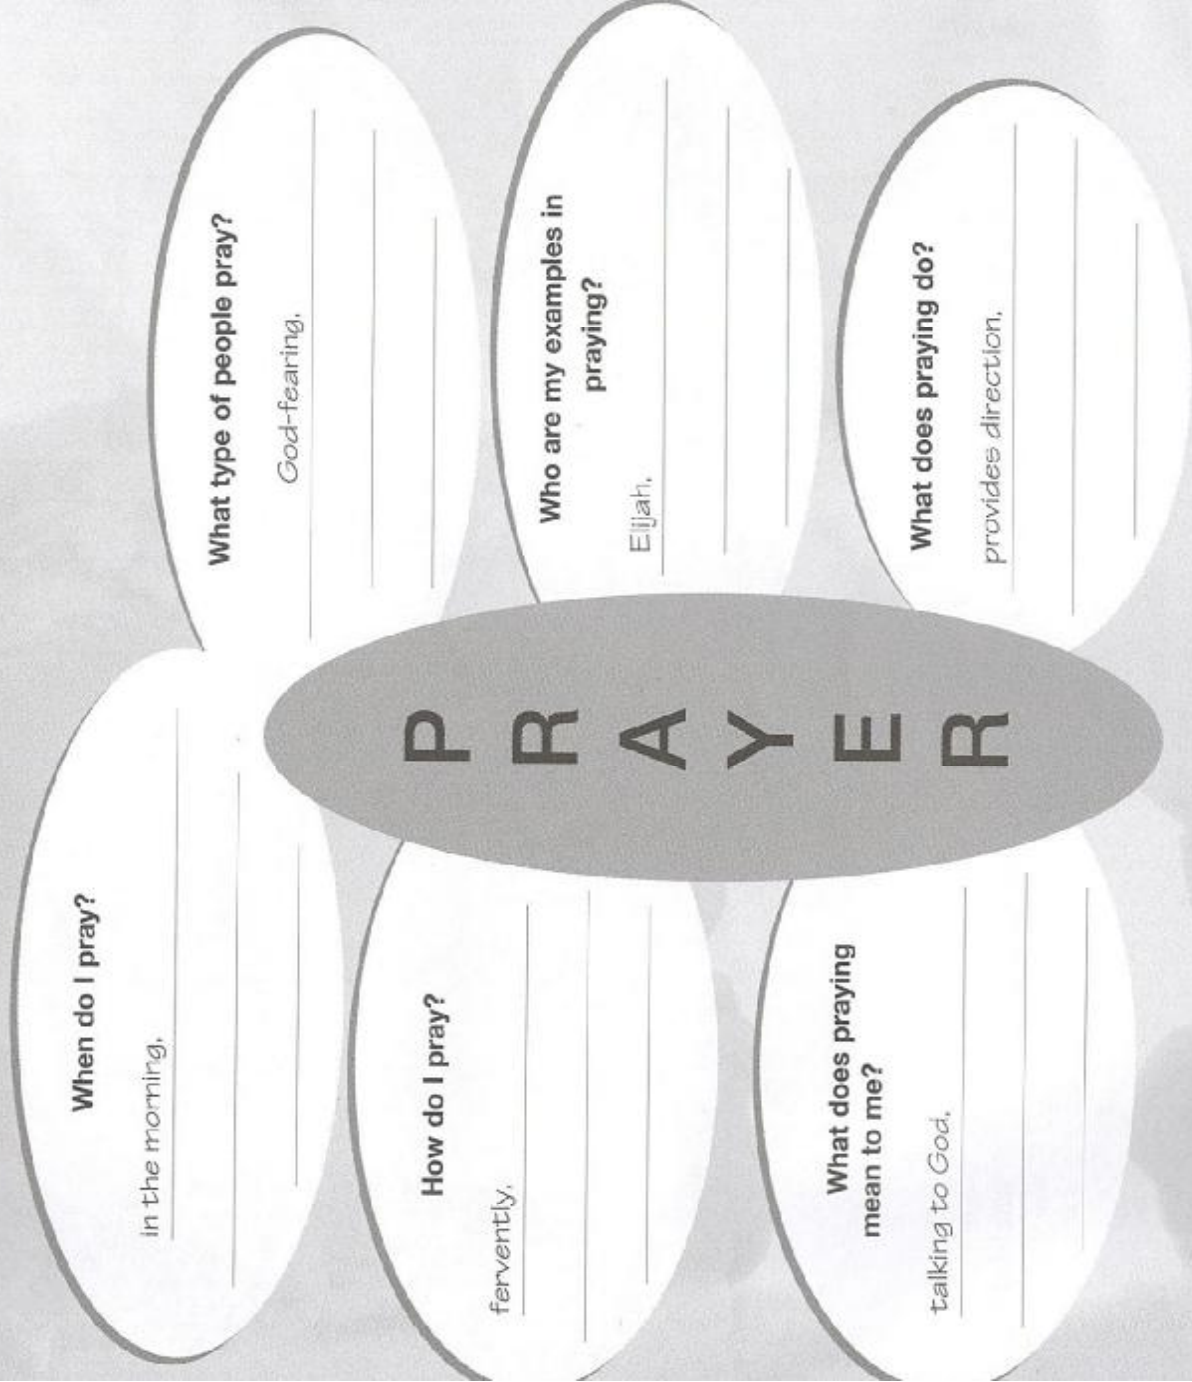 When do I pray?
in the morning,
What type of people pray?
God-fearing,
How do I pray?
fervently,
PRAYER
Who are my examples in
praying?
Elijah,
What does praying
mean to me?
talking to God,
What does praying do?
provides direction,